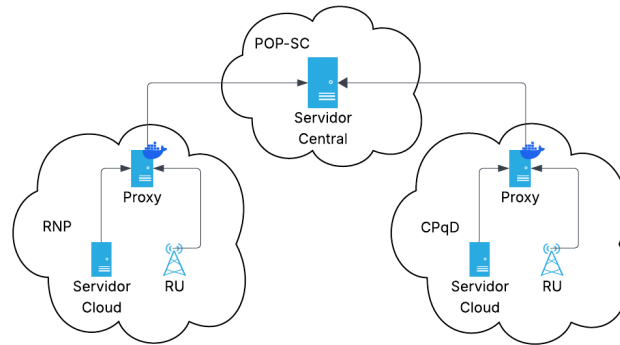 POP-SC
Servidor
Central
Proxy
RNP
Servidor
Cloud
RU
Proxy
CPqD
Servidor
Cloud
RU